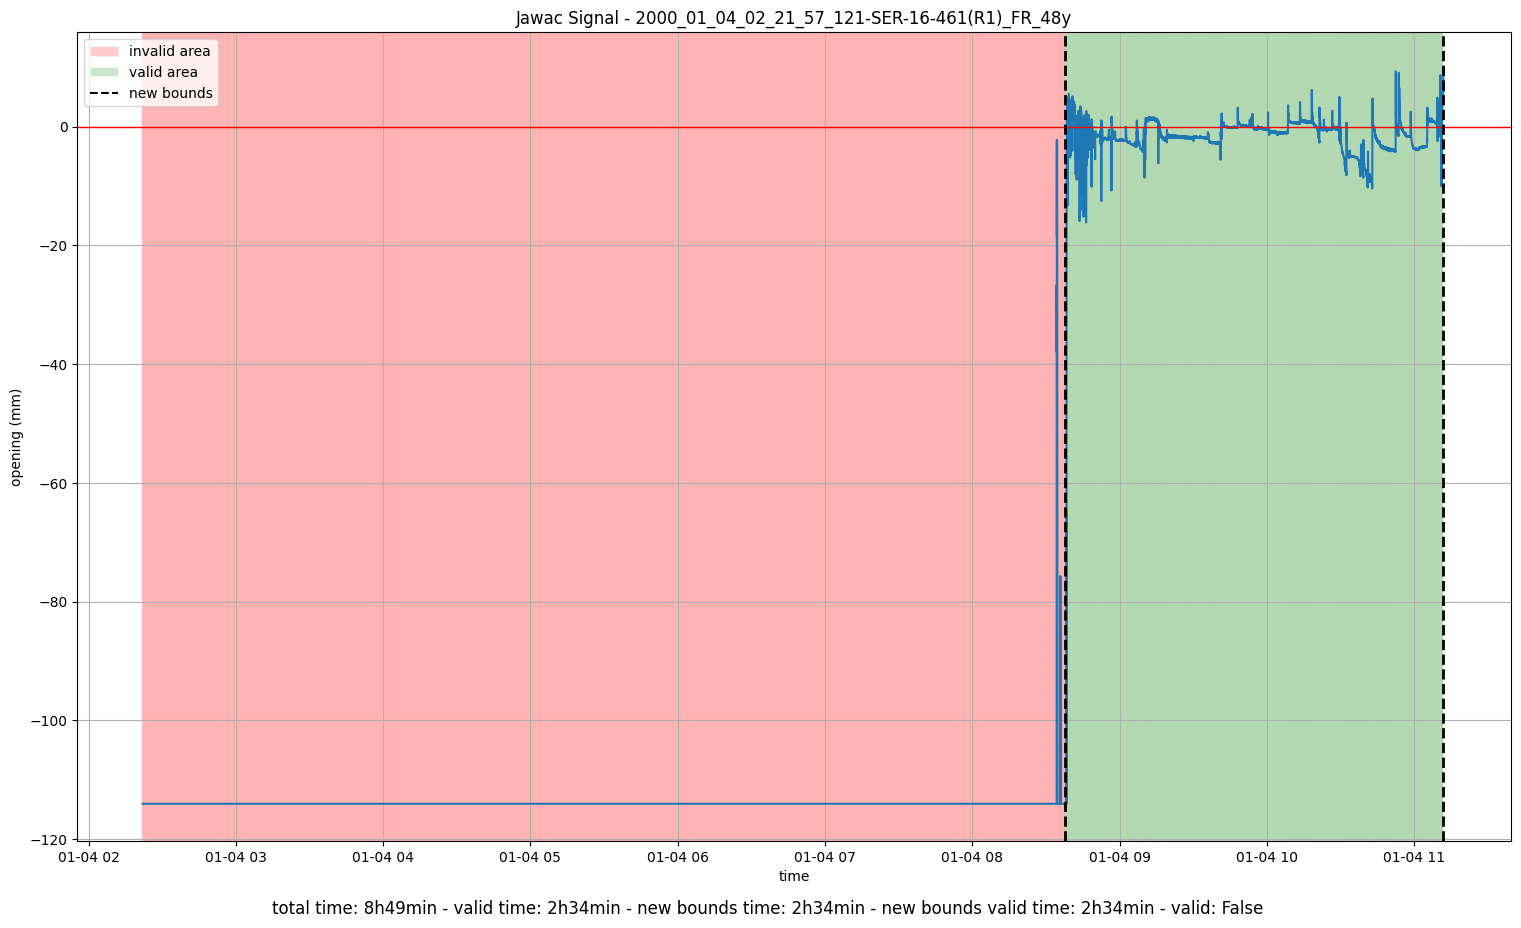 Jawac Signal - 2000_01_04_02_21_57_121-SER-16-461(R1)_FR_48y
invalid area
valid area
new bounds
0
−20
−40
−60
−80
−100
−120
opening (mm)
01-04 02 01-04 03 01-04 04 01-04 05 01-04 06 01-04 07 01-04 08 01-04 09 01-04 10 01-04 11
time
total time: 8h49min - valid time: 2h34min - new bounds time: 2h34min - new bounds valid time: 2h34min - valid: False